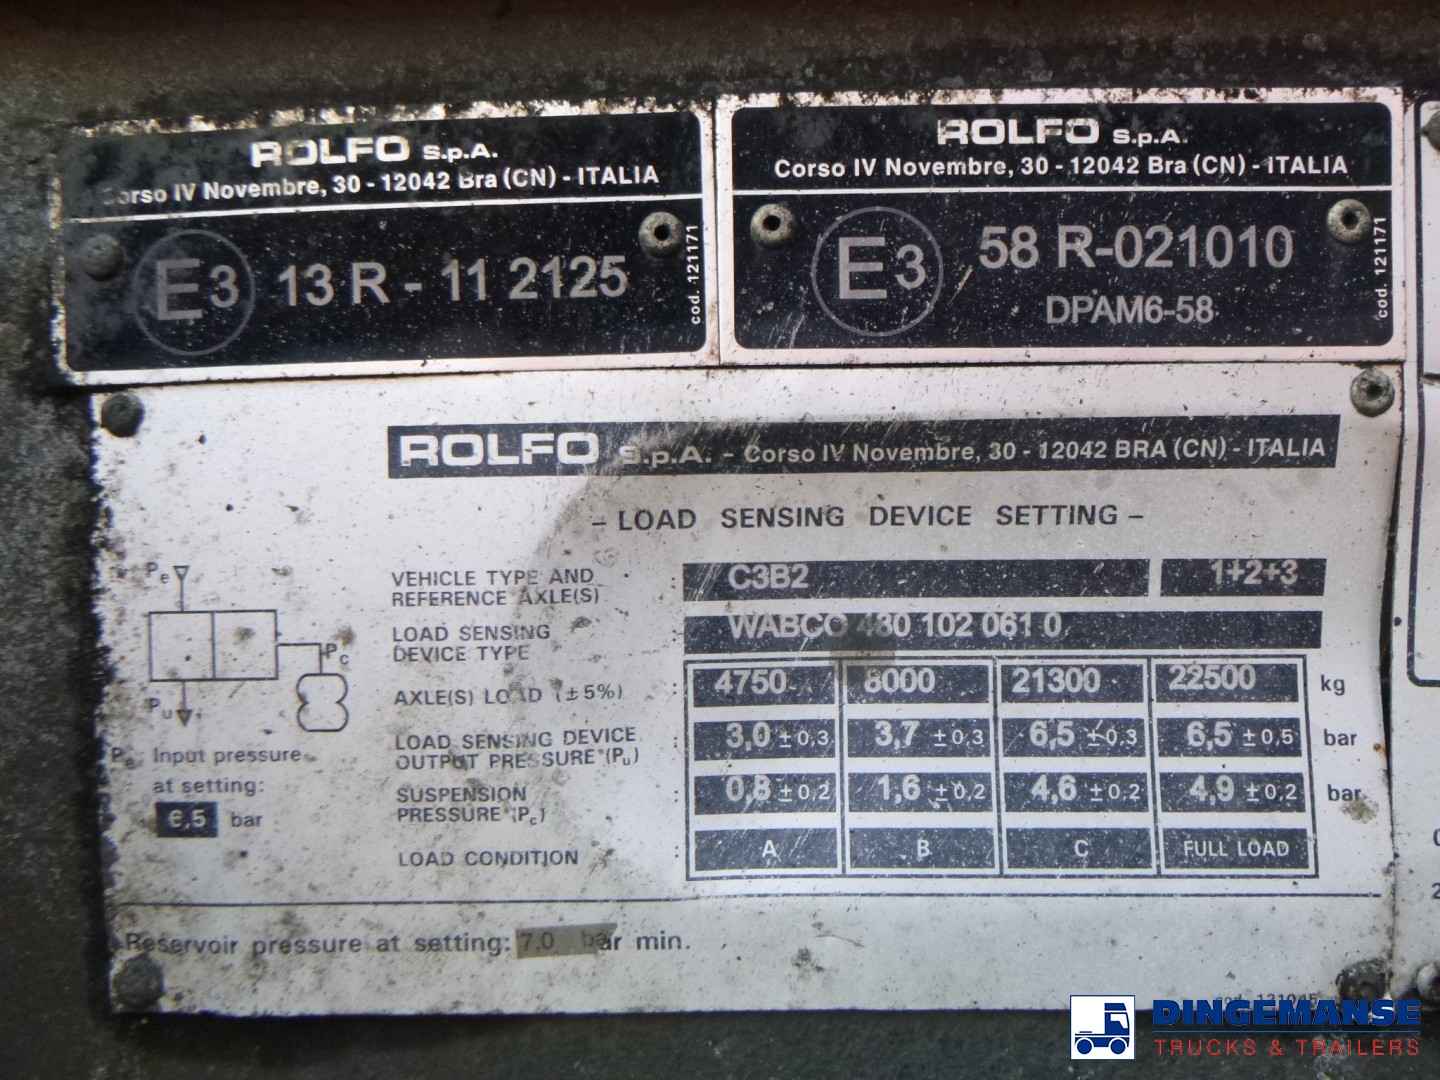 ROLFO S.p.A.
Corso IV Novembre, 30 - 12042 Bra (CN) - ITALIA
E3 13 R - 11 2125
cod. 121171
ROLFO S.p.A.
Corso IV Novembre, 30 - 12042 Bra (CN) - ITALIA
E3 58 R-021010
DPAM6-58
cod. 121171
ROLFO S.p.A. - Corso IV Novembre, 30 - 12042 BRA (CN) - ITALIA
- LOAD SENSING DEVICE SETTING -
Pe
Pc
Pu
Pe Input pressure
at setting:
6,5 bar
VEHICLE TYPE AND
REFERENCE AXLE(S) : C3B2 1+2+3
LOAD SENSING
DEVICE TYPE : WABCO 480 102 061 0
AXLE(S) LOAD (±5%) : 4750 8000 21300 22500 kg
LOAD SENSING DEVICE
OUTPUT PRESSURE (Pu) : 3,0 ±0,3 3,7 ±0,3 6,5 ±0,3 6,5 ±0,5 bar
SUSPENSION
PRESSURE (Pc) : 0,8 ±0,2 1,6 ±0,2 4,6 ±0,2 4,9 ±0,2 bar
LOAD CONDITION : A B C FULL LOAD
Reservoir pressure at setting: 7,0 bar min.
DINGEMANSE
TRUCKS & TRAILERS